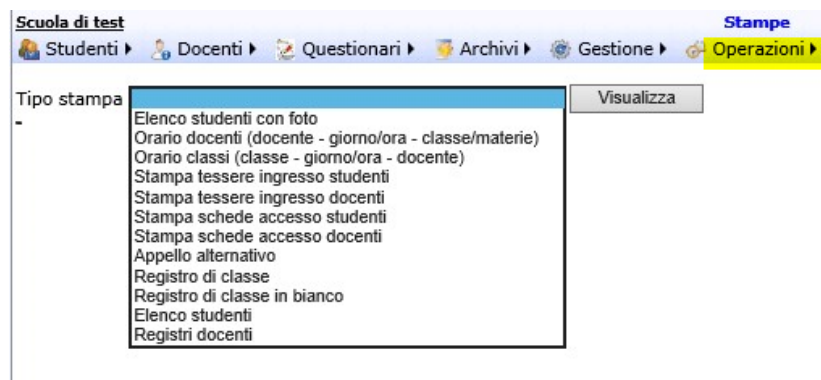 Scuola di test Stampe
Studenti Docenti Questionari Archivi Gestione Operazioni
Tipo stampa Visualizza
-
Elenco studenti con foto
Orario docenti (docente - giorno/ora - classe/materie)
Orario classi (classe - giorno/ora - docente)
Stampa tessere ingresso studenti
Stampa tessere ingresso docenti
Stampa schede accesso studenti
Stampa schede accesso docenti
Appello alternativo
Registro di classe
Registro di classe in bianco
Elenco studenti
Registri docenti